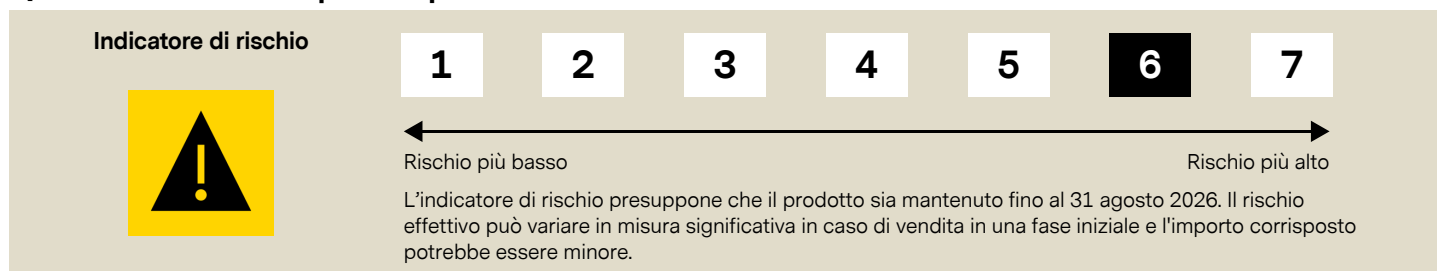 Indicatore di rischio
1 2 3 4 5 6 7
Rischio più basso Rischio più alto
L'indicatore di rischio presuppone che il prodotto sia mantenuto fino al 31 agosto 2026. Il rischio
effettivo può variare in misura significativa in caso di vendita in una fase iniziale e l'importo corrisposto
potrebbe essere minore.